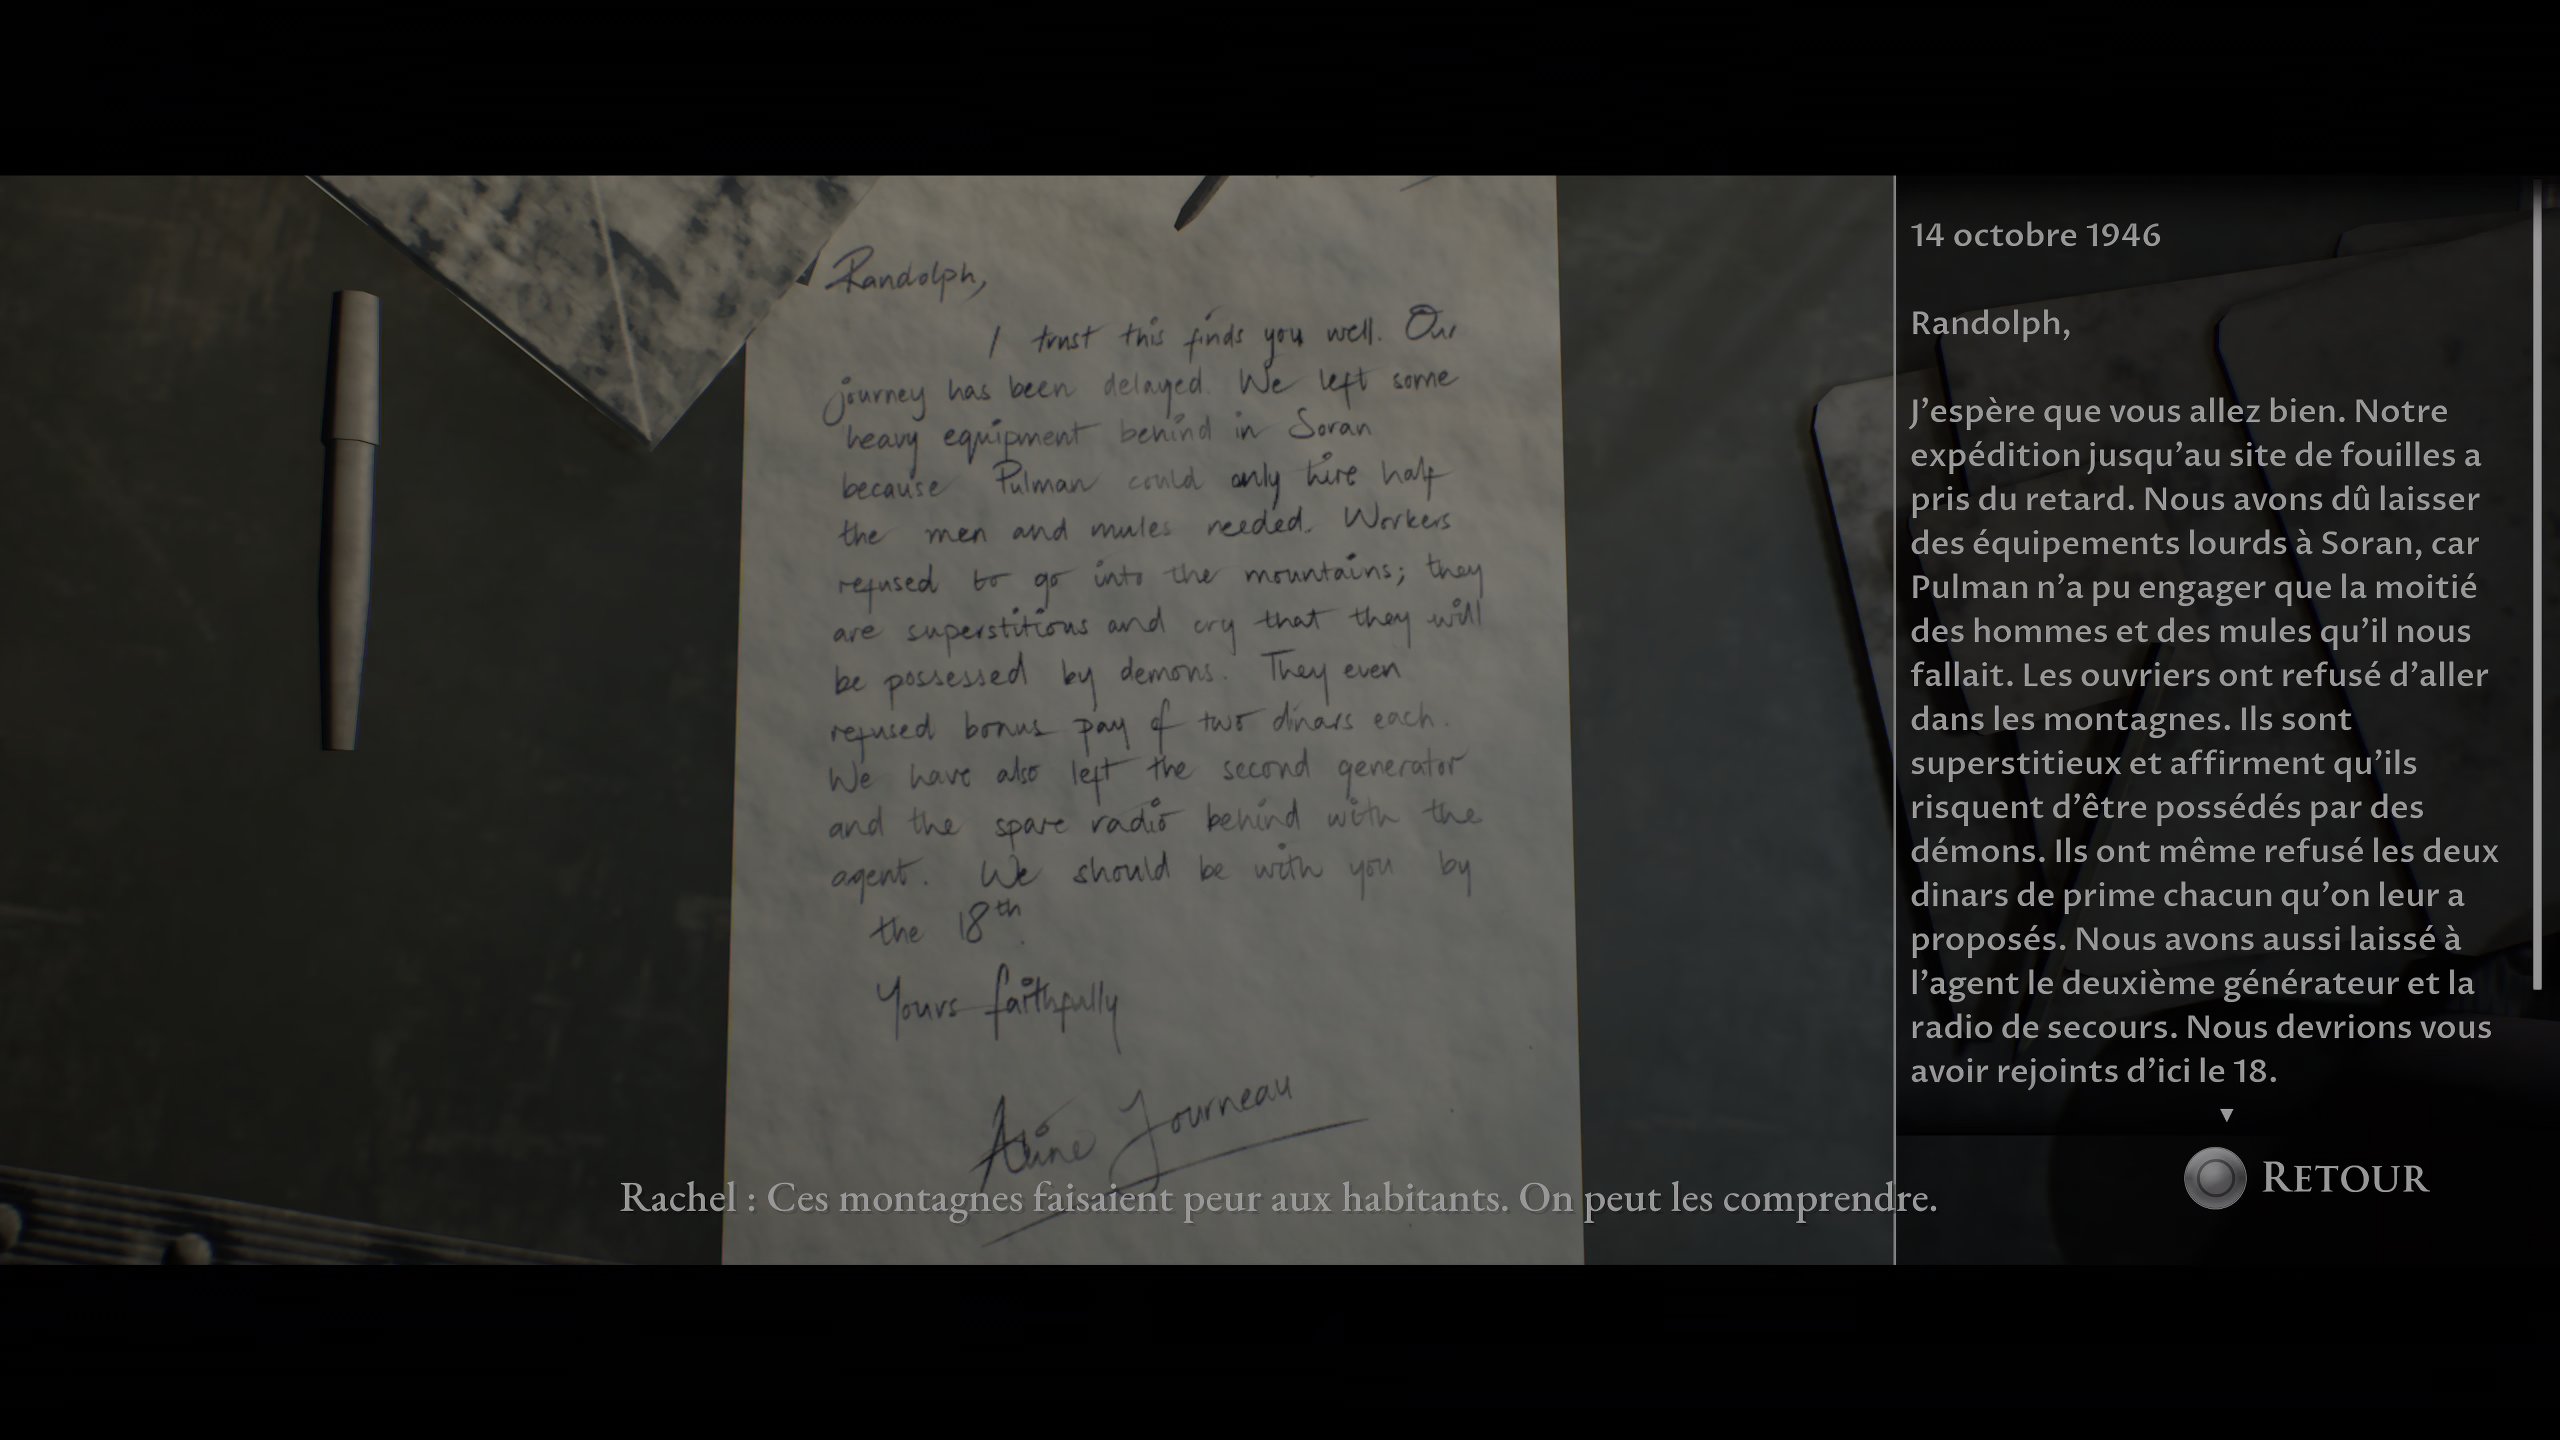 Randolph,
I trust this finds you well. Our
journey has been delayed. We left some
heavy equipment behind in Soran
because Pulman could only hire half
the men and mules needed. Workers
refused to go into the mountains; they
are superstitious and cry that they will
be possessed by demons. They even
refused bonus pay of two dinars each.
We have also left the second generator
and the spare radio behind with the
agent. We should be with you by
the 18th.
Yours faithfully
Journeau
14 octobre 1946
Randolph,
J'espère que vous allez bien. Notre
expédition jusqu'au site de fouilles a
pris du retard. Nous avons dû laisser
des équipements lourds à Soran, car
Pulman n'a pu engager que la moitié
des hommes et des mules qu'il nous
fallait. Les ouvriers ont refusé d'aller
dans les montagnes. Ils sont
superstitieux et affirment qu'ils
risquent d'être possédés par des
démons. Ils ont même refusé les deux
dinars de prime chacun qu'on leur a
proposés. Nous avons aussi laissé à
l'agent le deuxième générateur et la
radio de secours. Nous devrions vous
avoir rejoints d'ici le 18.
RETOUR
Rachel : Ces montagnes faisaient peur aux habitants. On peut les comprendre.